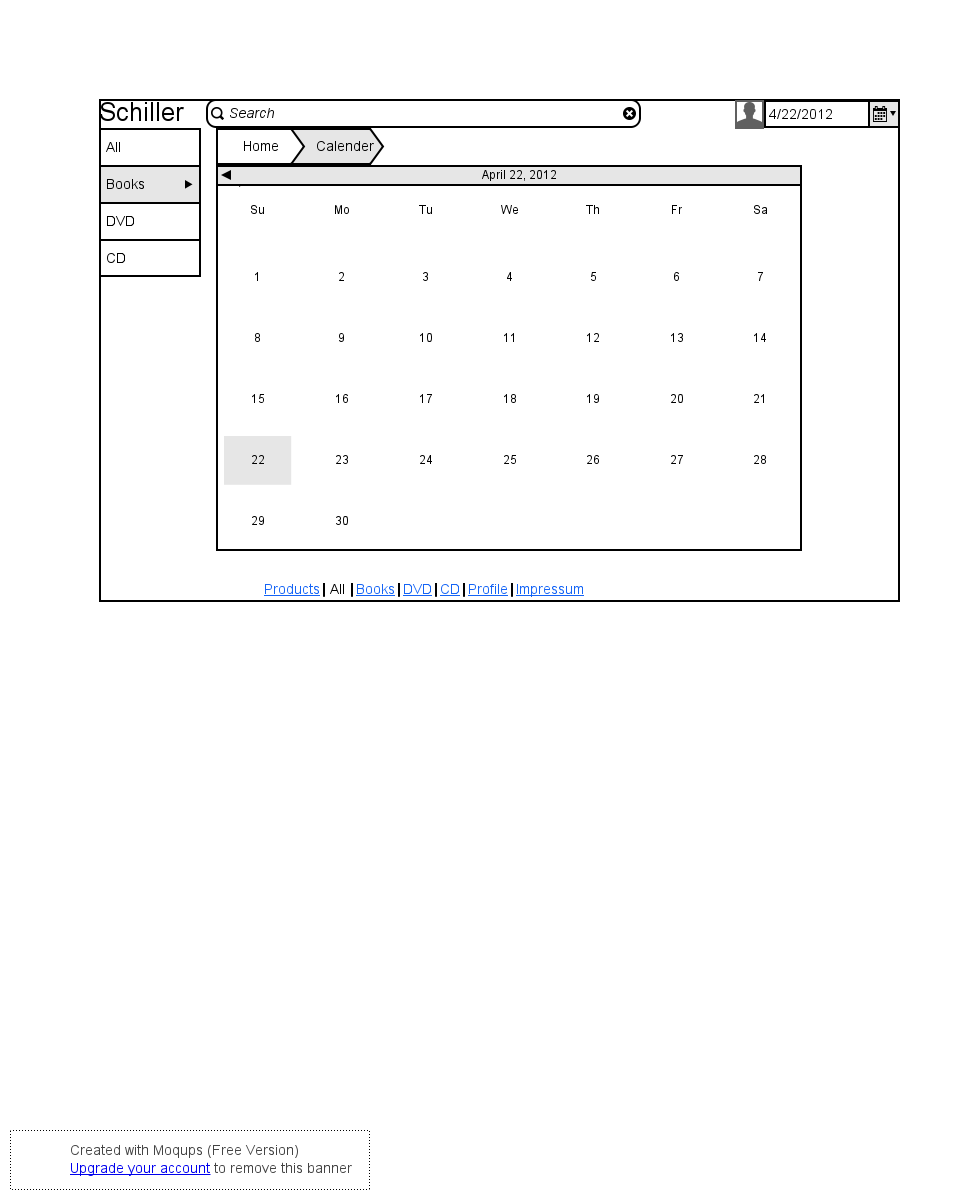 Schiller Search 4/22/2012
All
Books
DVD
CD
Home Calender
April 22, 2012
Su Mo Tu We Th Fr Sa
1 2 3 4 5 6 7
8 9 10 11 12 13 14
15 16 17 18 19 20 21
22 23 24 25 26 27 28
29 30
Products | All | Books | DVD | CD | Profile | Impressum
Created with Moqups (Free Version)
Upgrade your account to remove this banner